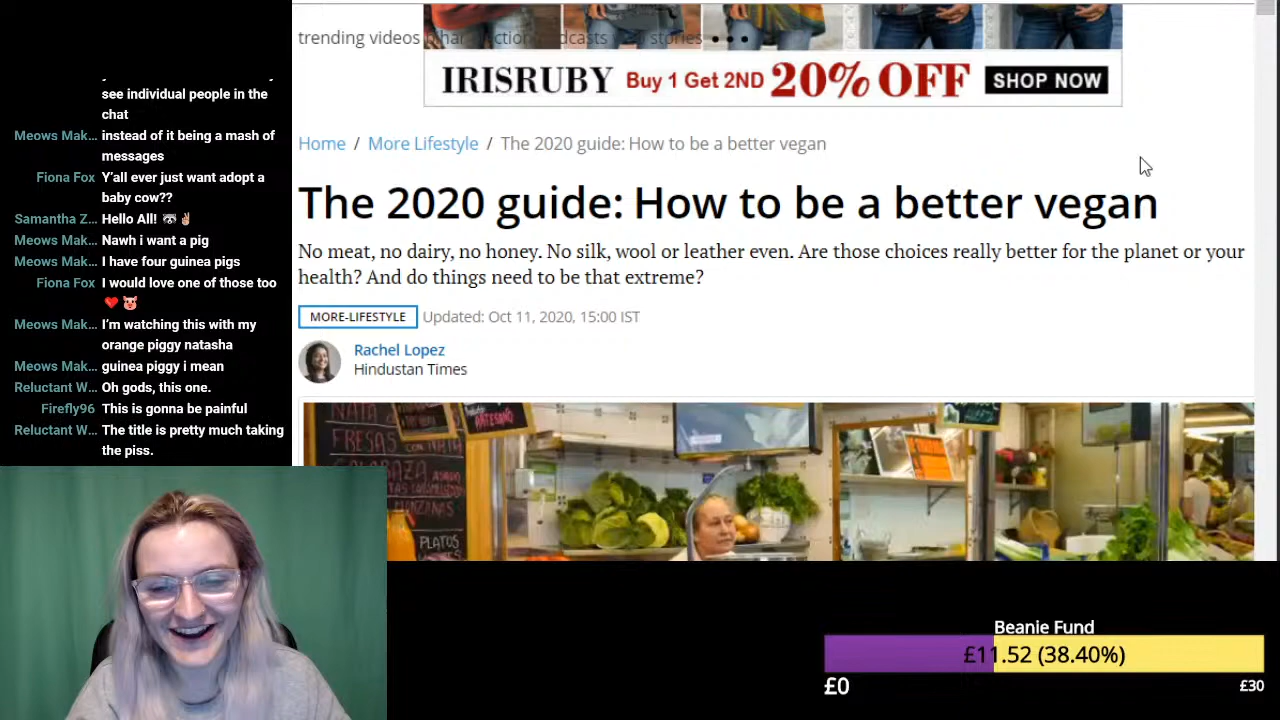 see individual people in the
chat
Meows Mak... instead of it being a mash of
messages
Fiona Fox Y'all ever just want adopt a
baby cow??
Samantha Z... Hello All! 🦝✌🏼
Meows Mak... Nawh i want a pig
Meows Mak... I have four guinea pigs
Fiona Fox I would love one of those too
❤️🐷
Meows Mak... I'm watching this with my
orange piggy natasha
Meows Mak... guinea piggy i mean
Reluctant W... Oh gods, this one.
Firefly96 This is gonna be painful
Reluctant W... The title is pretty much taking
the piss.
trending videos
stories
IRISRUBY Buy 1 Get 2ND 20% OFF SHOP NOW
Home / More Lifestyle / The 2020 guide: How to be a better vegan
The 2020 guide: How to be a better vegan
No meat, no dairy, no honey. No silk, wool or leather even. Are those choices really better for the planet or your
health? And do things need to be that extreme?
MORE-LIFESTYLE Updated: Oct 11, 2020, 15:00 IST
Rachel Lopez
Hindustan Times
NATA
FRESAS CON
CALABAZA
MANZANAS
PLATOS
ARTESANO
Beanie Fund
£11.52 (38.40%)
£0
£30